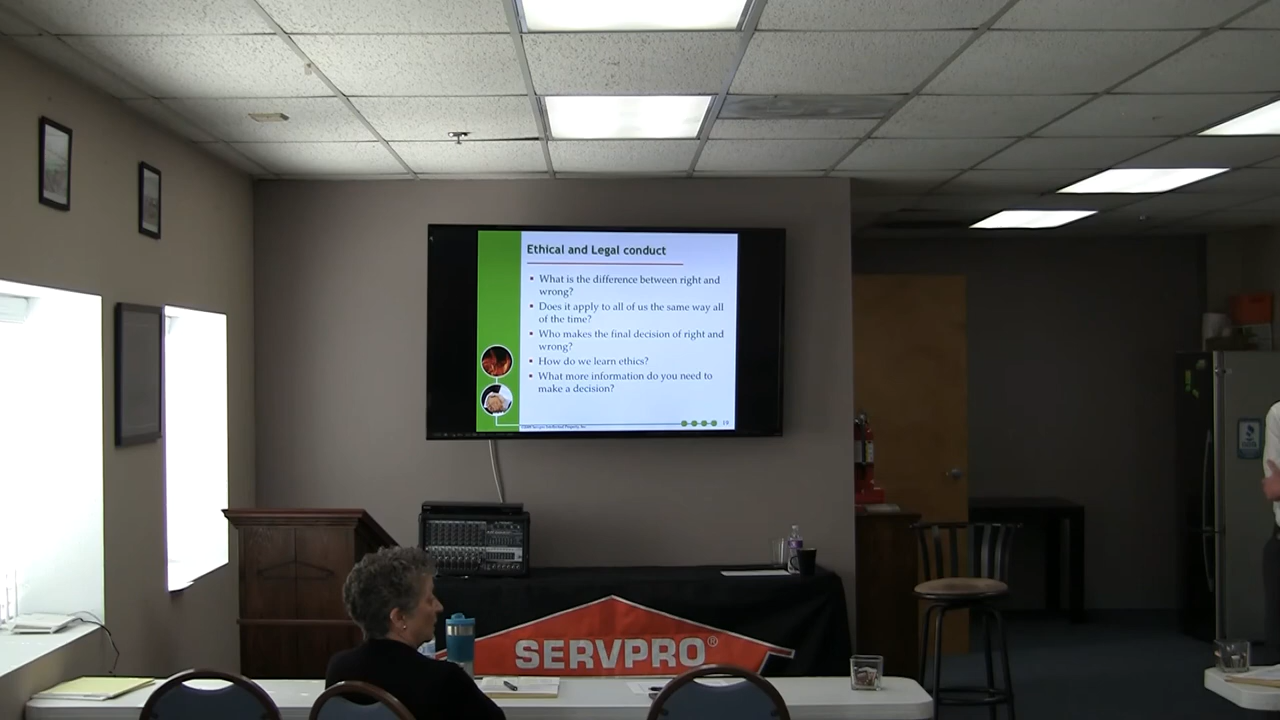 Ethical and Legal conduct
• What is the difference between right and
wrong?
• Does it apply to all of us the same way all
of the time?
• Who makes the final decision of right and
wrong?
• How do we learn ethics?
• What more information do you need to
make a decision?
19
SERVPRO®